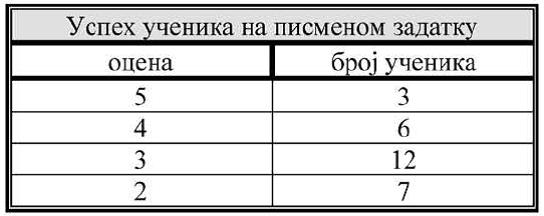 Успех ученика на писменом задатку
оцена број ученика
5 3
4 6
3 12
2 7